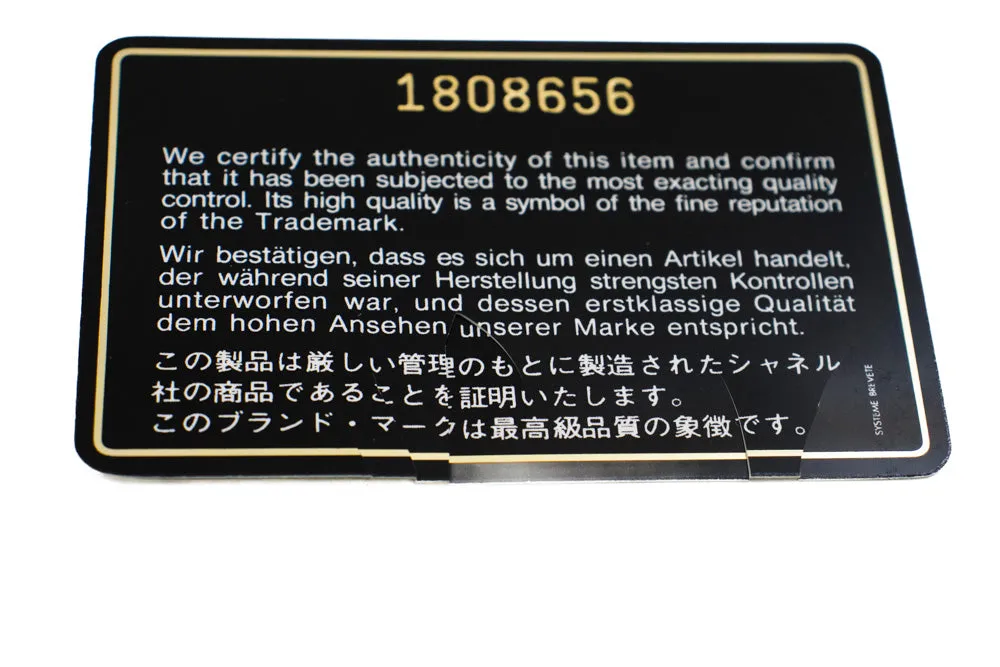 1808656
We certify the authenticity of this item and confirm
that it has been subjected to the most exacting quality
control. Its high quality is a symbol of the fine reputation
of the Trademark.
Wir bestätigen, dass es sich um einen Artikel handelt,
der während seiner Herstellung strengsten Kontrollen
unterworfen war, und dessen erstklassige Qualität
dem hohen Ansehen unserer Marke entspricht.
この製品は厳しい管理のもとに製造されたシャネル
社の商品であることを証明いたします。
このブランド・マークは最高級品質の象徴です。
SYSTEME BREVETE